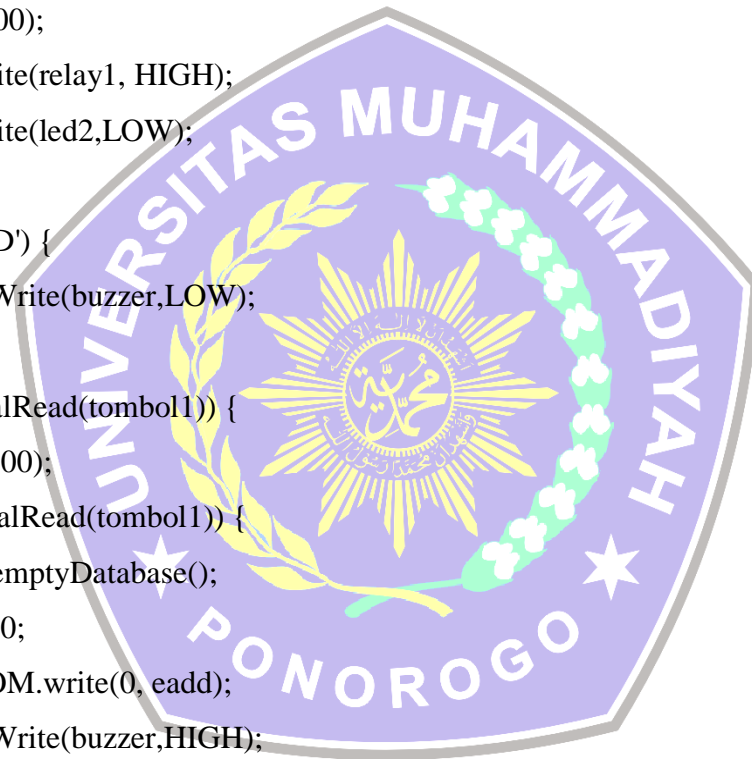 00);
ite(relay1, HIGH);
ite(led2,LOW);
D') {
Write(buzzer,LOW);
alRead(tombol1)) {
00);
alRead(tombol1)) {
emptyDatabase();
0;
OM.write(0, eadd);
Write(buzzer,HIGH);
UNIVERSITAS MUHAMMADIYAH
PONOROGO
محمدية